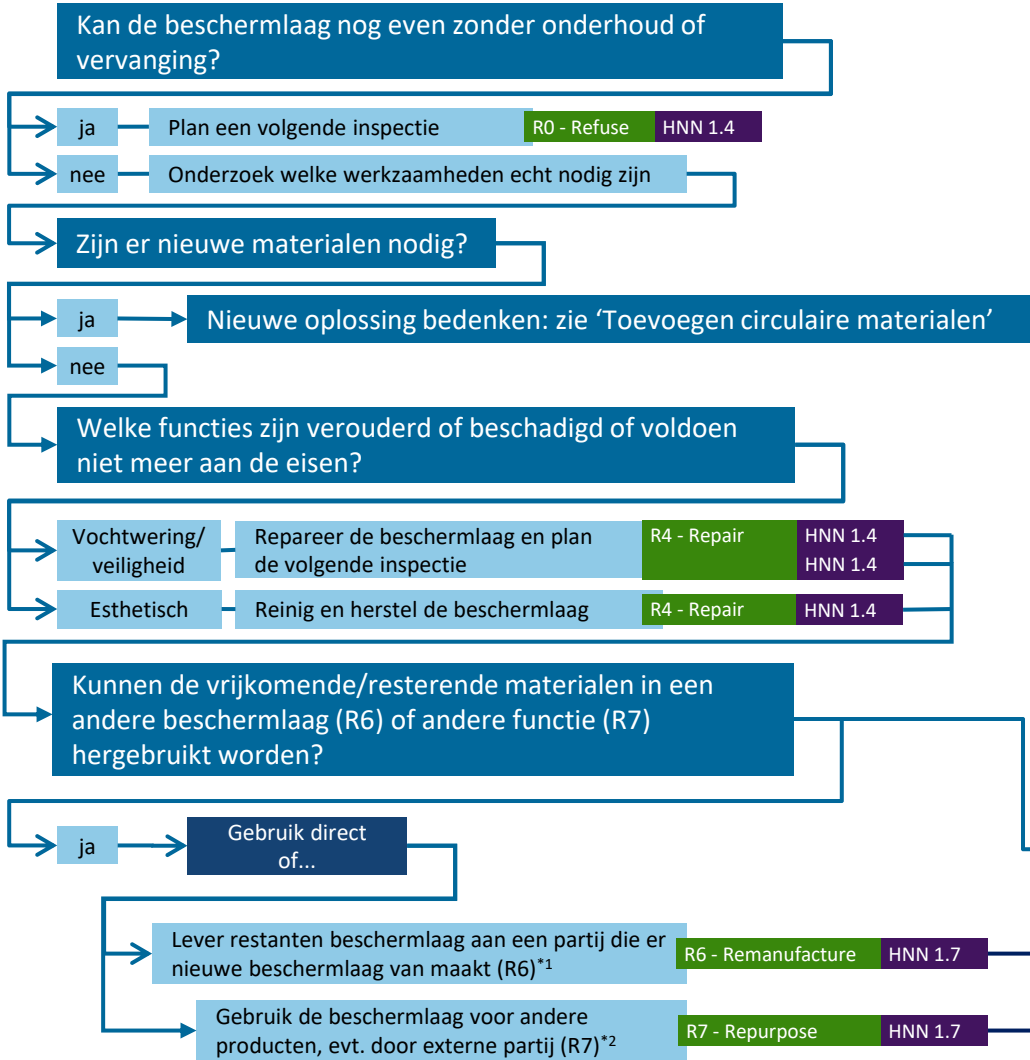 Kan de beschermlaag nog even zonder onderhoud of
vervanging?
ja
Plan een volgende inspectie
R0 - Refuse
HNN 1.4
nee
Onderzoek welke werkzaamheden echt nodig zijn
Zijn er nieuwe materialen nodig?
ja
Nieuwe oplossing bedenken: zie ‘Toevoegen circulaire materialen’
nee
Welke functies zijn verouderd of beschadigd of voldoen
niet meer aan de eisen?
Vochtwering/
veiligheid
Repareer de beschermlaag en plan
de volgende inspectie
R4 - Repair
HNN 1.4
HNN 1.4
Esthetisch
Reinig en herstel de beschermlaag
R4 - Repair
HNN 1.4
Kunnen de vrijkomende/resterende materialen in een
andere beschermlaag (R6) of andere functie (R7)
hergebruikt worden?
ja
Gebruik direct
of...
Lever restanten beschermlaag aan een partij die er
nieuwe beschermlaag van maakt (R6)*1
R6 - Remanufacture
HNN 1.7
Gebruik de beschermlaag voor andere
producten, evt. door externe partij (R7)*2
R7 - Repurpose
HNN 1.7